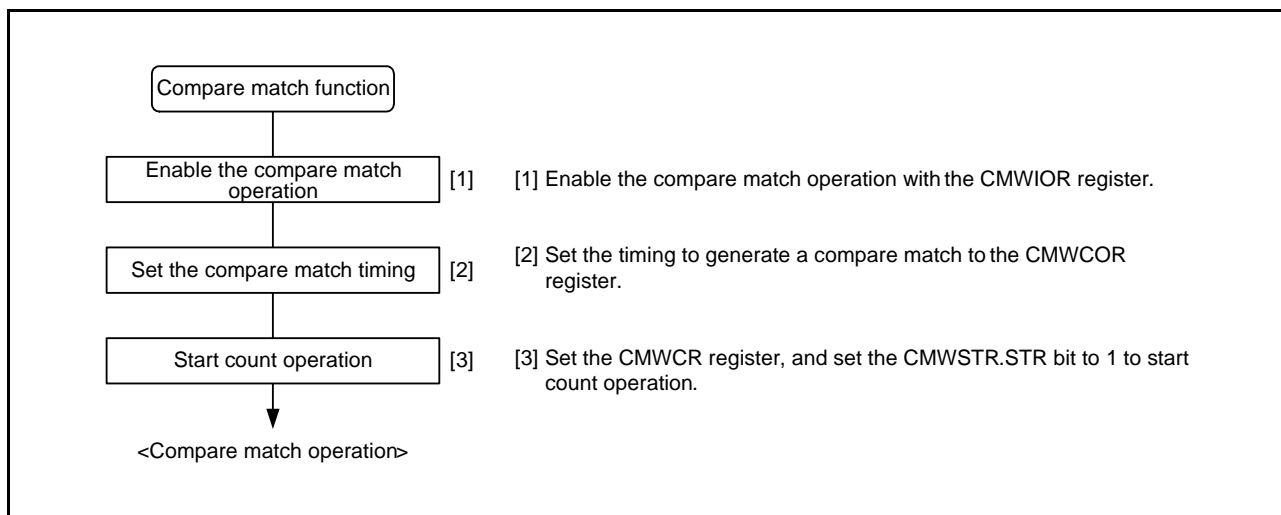 Compare match function
Enable the compare match
operation
[1]
[1] Enable the compare match operation with the CMWIOR register.
Set the compare match timing
[2]
[2] Set the timing to generate a compare match to the CMWCOR
register.
Start count operation
[3]
[3] Set the CMWCR register, and set the CMWSTR.STR bit to 1 to start
count operation.
<Compare match operation>